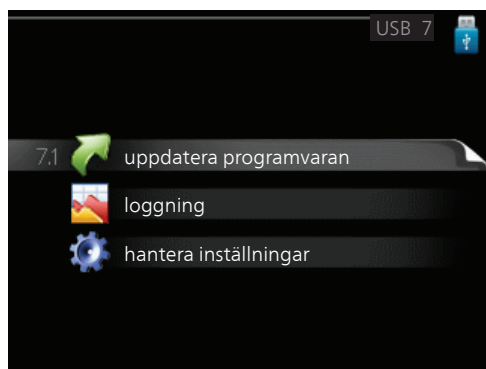 USB 7
7.1 uppdatera programvaran
loggning
hantera inställningar